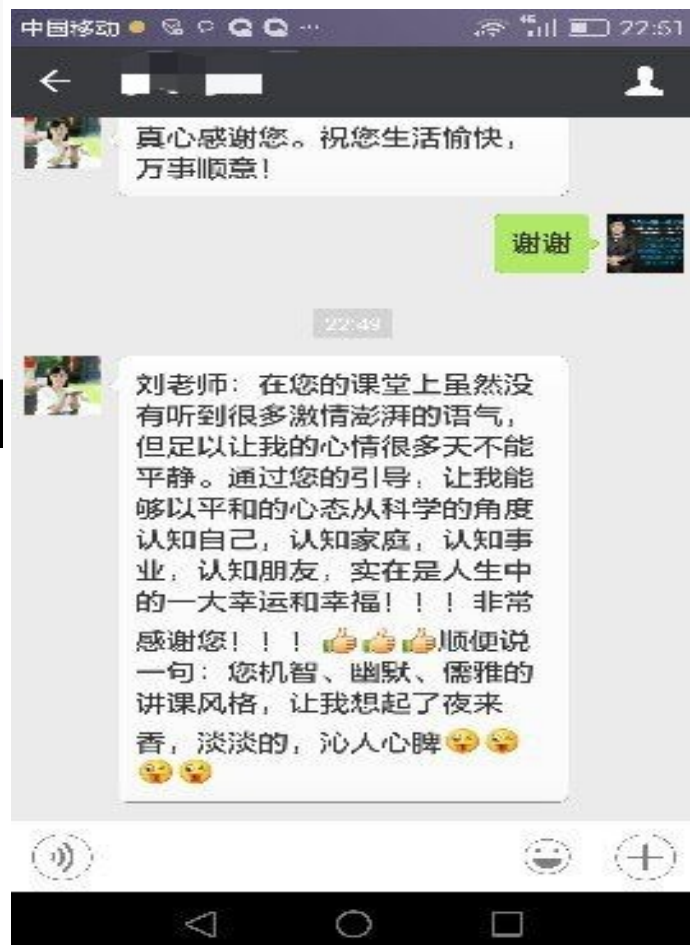 中国移动
22:51
真心感谢您。祝您生活愉快，
万事顺意！
谢谢
22:49
刘老师：在您的课堂上虽然没
有听到很多激情澎湃的语气，
但足以让我的心情很多天不能
平静。通过您的引导，让我能
够以平和的心态从科学的角度
认知自己，认知家庭，认知事
业，认知朋友，实在是人生中
的一大幸运和幸福！！！非常
感谢您！！！👍👍👍顺便说
一句：您机智、幽默、儒雅的
讲课风格，让我想起了夜来
香，淡淡的，沁人心脾😜😜
😜😜